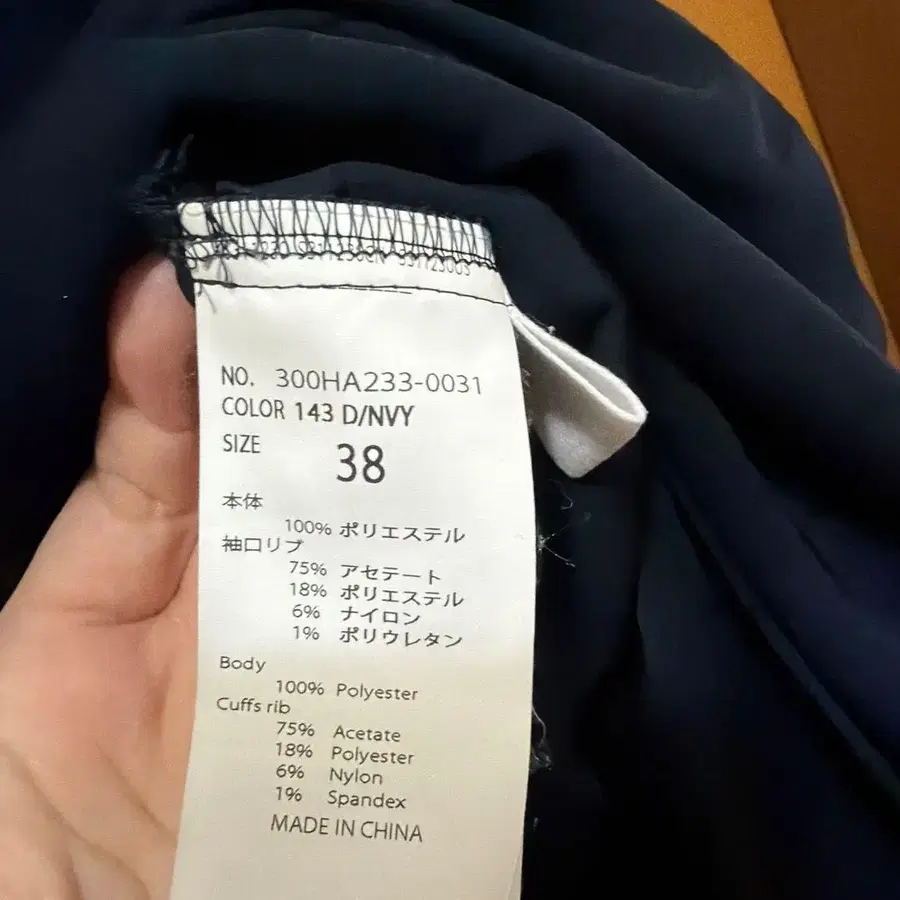 NO. 300HA233-0031
COLOR 143 D/NVY
SIZE 38
本体
100% ポリエステル
袖口リブ
75% アセテート
18% ポリエステル
6% ナイロン
1% ポリウレタン
Body
100% Polyester
Cuffs rib
75% Acetate
18% Polyester
6% Nylon
1% Spandex
MADE IN CHINA